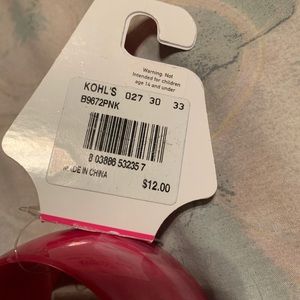 Warning: Not
Intended for children
age 14 and under
KOHL'S 027 30 33
B9672PNK
8 03886 53235 7
MADE IN CHINA
$12.00